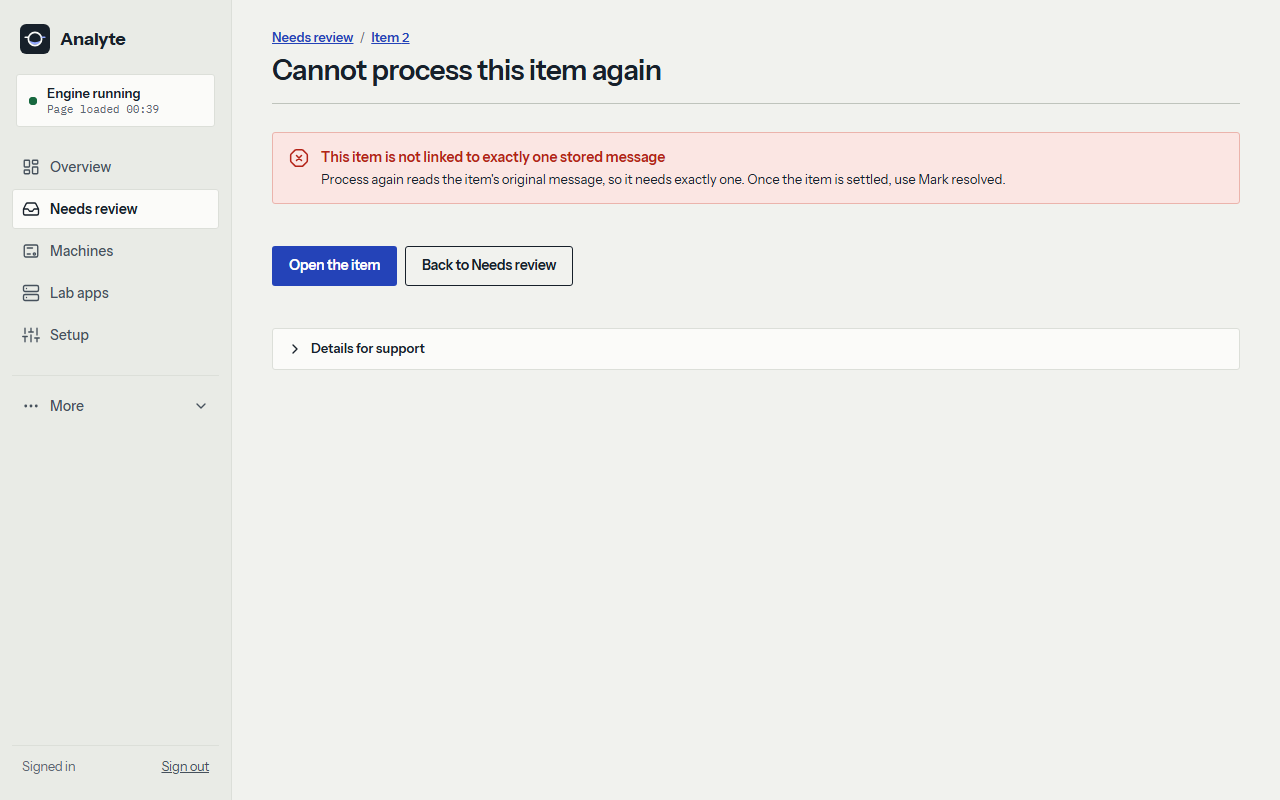 Analyte
Engine running
Page loaded 00:39
Overview
Needs review
Machines
Lab apps
Setup
More
Signed in
Sign out
Needs review / Item 2
Cannot process this item again
This item is not linked to exactly one stored message
Process again reads the item's original message, so it needs exactly one. Once the item is settled, use Mark resolved.
Open the item
Back to Needs review
Details for support